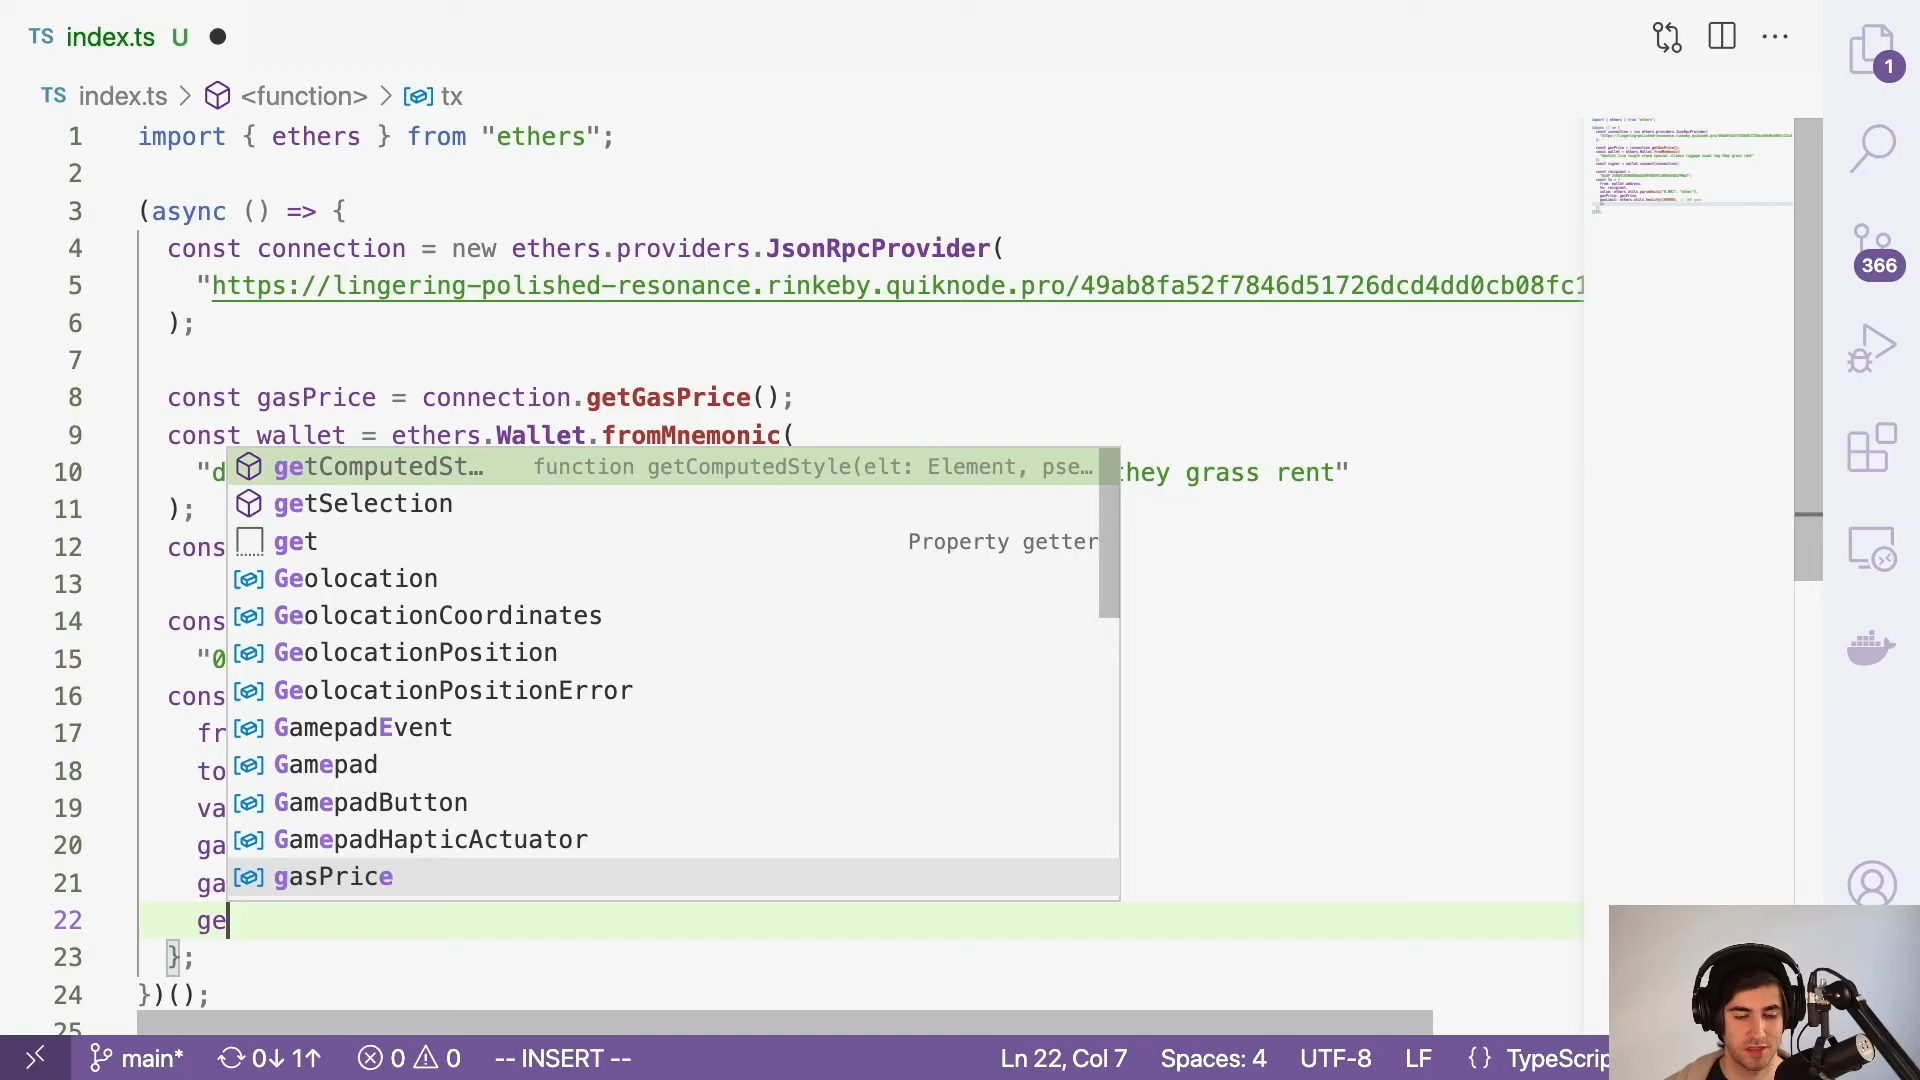 TS index.ts U
1
TS index.ts > <function> > tx
1 import { ethers } from "ethers";
2
3 (async () => {
4 const connection = new ethers.providers.JsonRpcProvider(
5 "https://lingering-polished-resonance.rinkeby.quiknode.pro/49ab8fa52f7846d51726dcd4dd0cb08fc1
6 );
7
8 const gasPrice = connection.getGasPrice();
9 const wallet = ethers.Wallet.fromMnemonic(
10 "d they grass rent"
11 );
12 cons
13
14 cons
15 "0
16 cons
17 fr
18 to
19 va
20 ga
21 ga
22 ge
23 };
24 })();
25
getComputedSt… function getComputedStyle(elt: Element, pse…
getSelection
get Property getter
Geolocation
GeolocationCoordinates
GeolocationPosition
GeolocationPositionError
GamepadEvent
Gamepad
GamepadButton
GamepadHapticActuator
gasPrice
366
main* 0↓ 1↑ 0 0 -- INSERT -- Ln 22, Col 7 Spaces: 4 UTF-8 LF {} TypeScrip